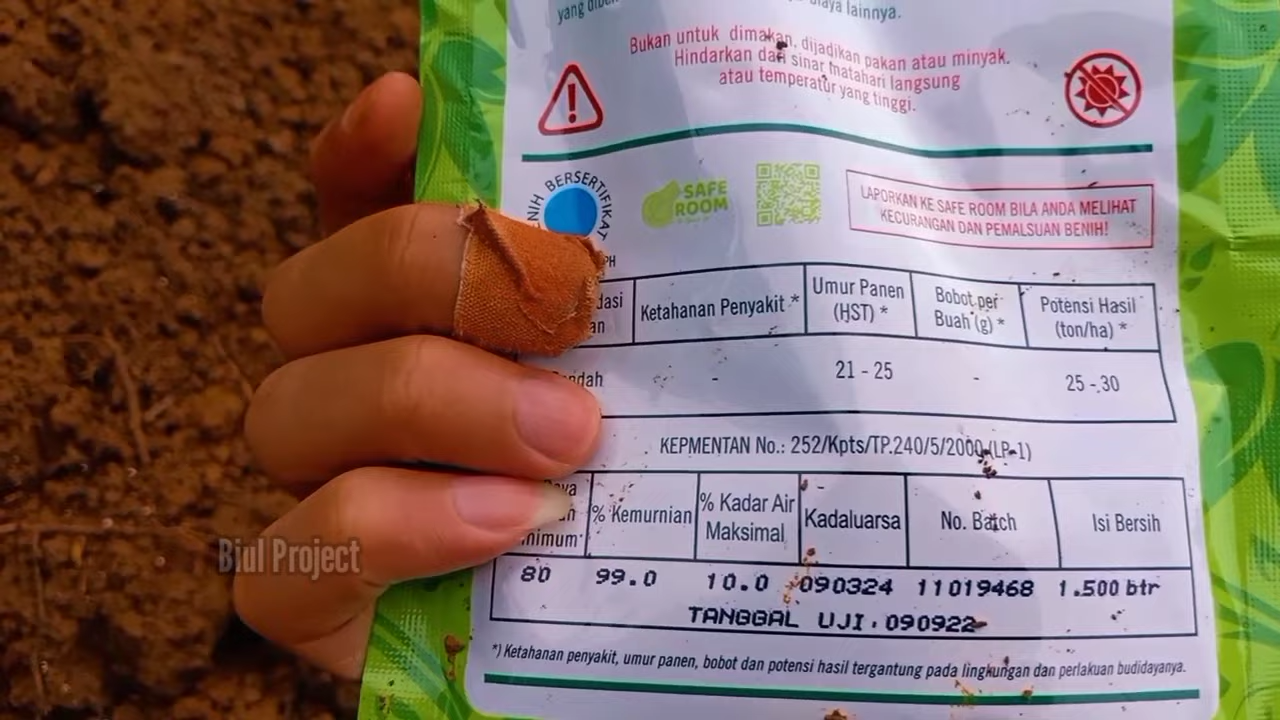 yang lainnya.
Bukan untuk dimakan, dijadikan pakan atau minyak.
Hindarkan dari sinar matahari langsung
atau temperatur yang tinggi.
BERSERTIFIKAT
SAFE
ROOM
LAPORKAN KE SAFE ROOM BILA ANDA MELIHAT
KECURANGAN DAN PEMALSUAN BENIH!
Ketahanan Penyakit *
Umur Panen
(HST) *
Bobot per
Buah (g) *
Potensi Hasil
(ton/ha) *
- 21 - 25 - 25 - 30
KEPMENTAN No.: 252/Kpts/TP.240/5/2000 (LP-1)
% Kemurnian
% Kadar Air
Maksimal
Kadaluarsa
No. Batch
Isi Bersih
80 99.0 10.0 090324 11019468 1.500 btr
TANGGAL UJI. 090922
*) Ketahanan penyakit, umur panen, bobot dan potensi hasil tergantung pada lingkungan dan perlakuan budidayanya.
Biul Project